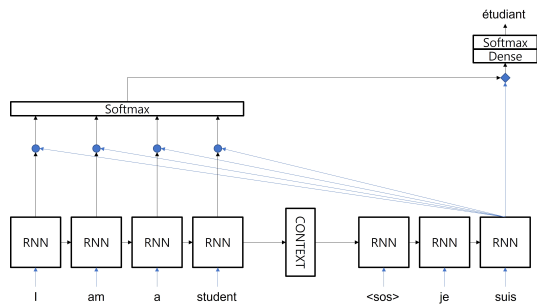 étudiant
Softmax
Dense
Softmax
RNN RNN RNN RNN CONTEXT RNN RNN RNN
I am a student <sos> je suis